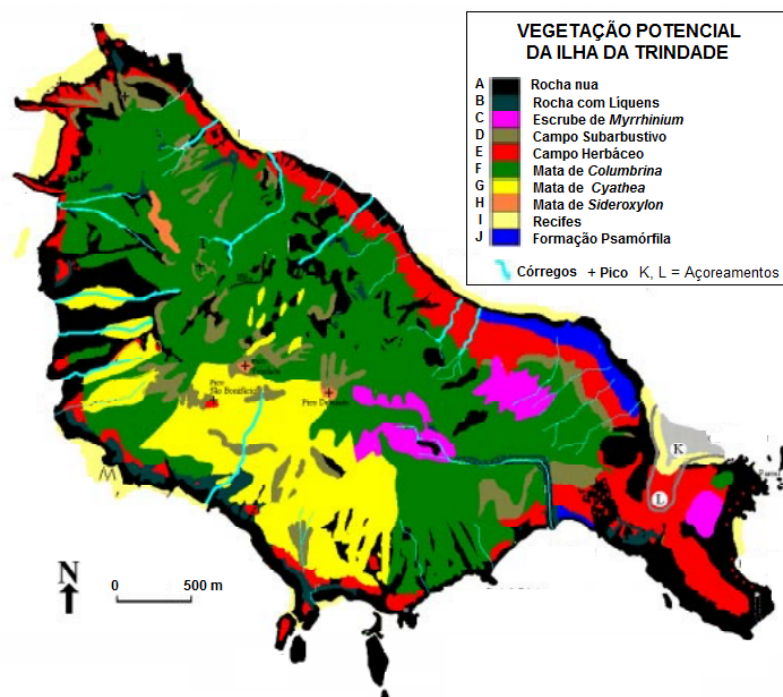 VEGETAÇÃO POTENCIAL
DA ILHA DA TRINDADE
A Rocha nua
B Rocha com Líquens
C Escrube de Myrrhinium
D Campo Subarbustivo
E Campo Herbáceo
F Mata de Columbrina
G Mata de Cyathea
H Mata de Sideroxylon
I Recifes
J Formação Psamórfila
Córregos + Pico K, L = Açoreamentos
Pico
São Bonifácio
Pico
K
L
N
0 500 m